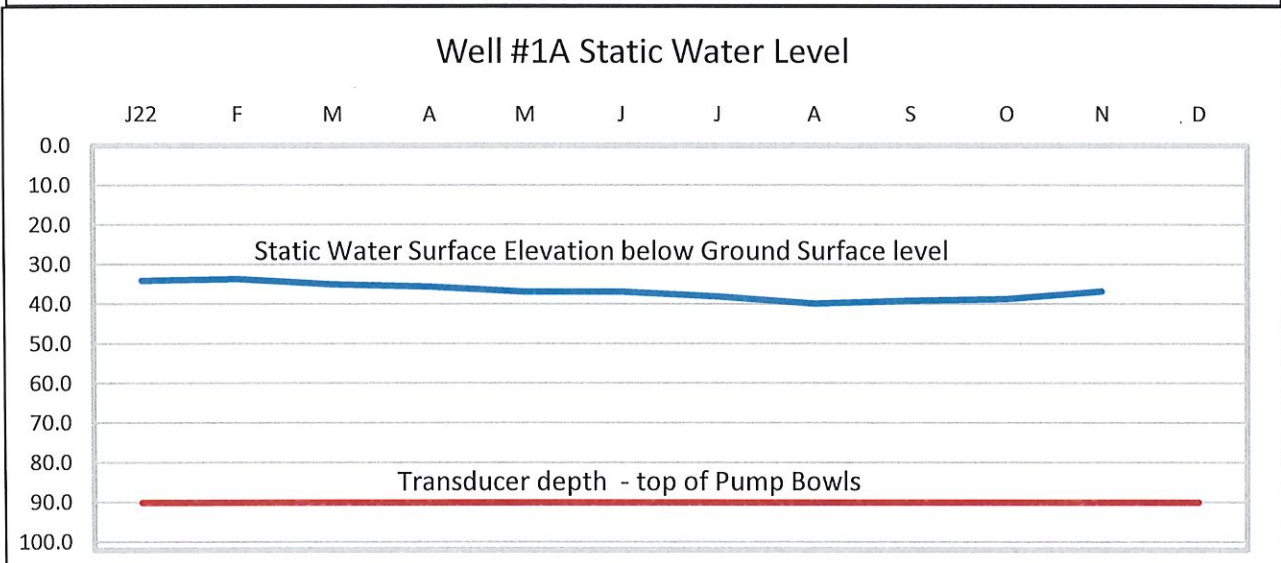 Well #1A Static Water Level
J22 F M A M J J A S O N D
0.0
10.0
20.0
Static Water Surface Elevation below Ground Surface level
30.0
40.0
50.0
60.0
70.0
80.0
Transducer depth - top of Pump Bowls
90.0
100.0